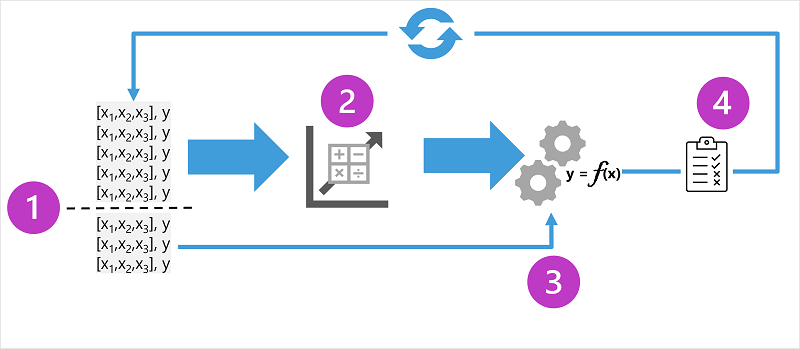 2
4
[x₁,x₂,x₃], y
[x₁,x₂,x₃], y
[x₁,x₂,x₃], y
[x₁,x₂,x₃], y
[x₁,x₂,x₃], y
+ −
× ÷
y = f(x)
1
[x₁,x₂,x₃], y
[x₁,x₂,x₃], y
[x₁,x₂,x₃], y
3